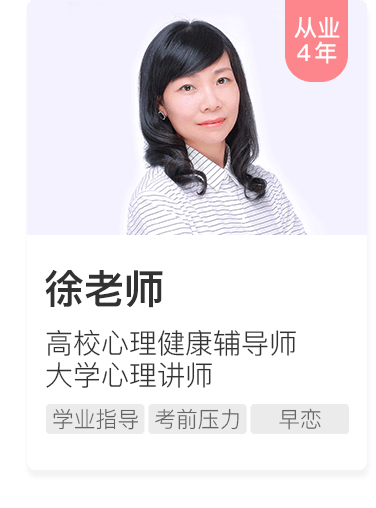 从业
4年
徐老师
高校心理健康辅导师
大学心理讲师
学业指导 考前压力 早恋